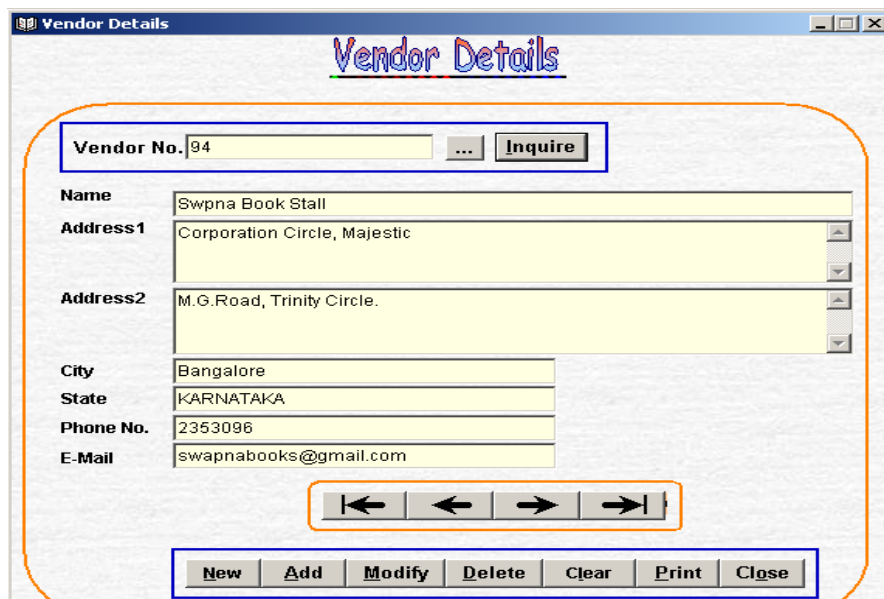 Vendor Details
Vendor Details
Vendor No. 94 ... Inquire
Name Swpna Book Stall
Address1 Corporation Circle, Majestic
Address2 M.G.Road, Trinity Circle.
City Bangalore
State KARNATAKA
Phone No. 2353096
E-Mail swapnabooks@gmail.com
New Add Modify Delete Clear Print Close